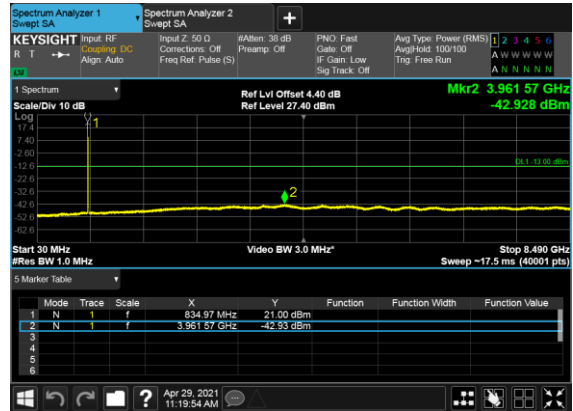 Spectrum Analyzer 1
Swept SA
Spectrum Analyzer 2
Swept SA
+
KEYSIGHT
R T
Input: RF
Coupling: DC
Align: Auto
Input Z: 50 Ω
Corrections: Off
Freq Ref: Pulse (S)
#Atten: 38 dB
Preamp: Off
PNO: Fast
Gate: Off
IF Gain: Low
Sig Track: Off
Avg Type: Power (RMS)
Avg|Hold: 100/100
Trig: Free Run
1 2 3 4 5 6
A W W W W W
A N N N N N
1 Spectrum
Scale/Div 10 dB
Ref Lvl Offset 4.40 dB
Ref Level 27.40 dBm
Mkr2 3.961 57 GHz
-42.928 dBm
Log
17.4
7.40
-2.60
-12.6
-22.6
-32.6
-42.6
-52.6
-62.6
1
2
DL1 -13.00 dBm
Start 30 MHz
#Res BW 1.0 MHz
Video BW 3.0 MHz*
Stop 8.490 GHz
Sweep ~17.5 ms (40001 pts)
5 Marker Table
Mode Trace Scale X Y Function Function Width Function Value
1 N 1 f 834.97 MHz 21.00 dBm
2 N 1 f 3.961 57 GHz -42.93 dBm
3
4
5
6
?
Apr 29, 2021
11:19:54 AM